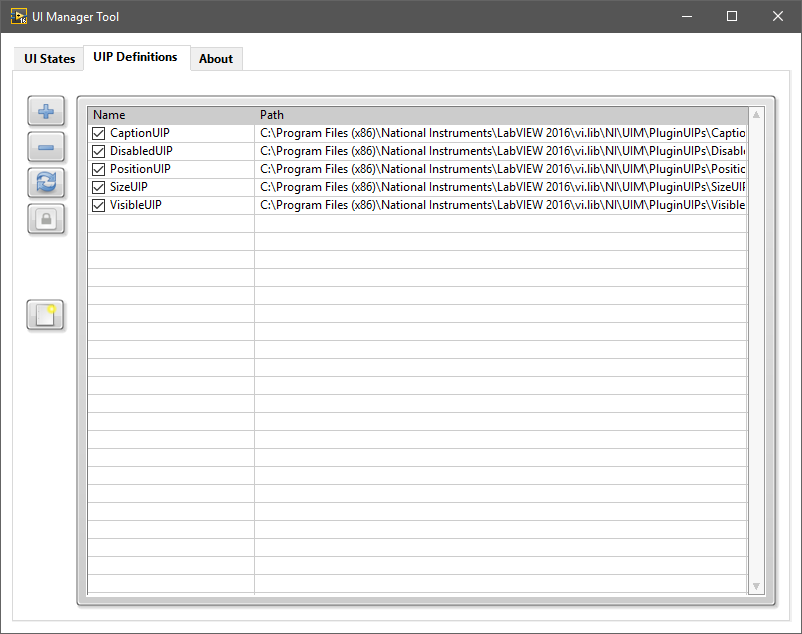 UI Manager Tool
UI States UIP Definitions About
Name Path
CaptionUIP C:\Program Files (x86)\National Instruments\LabVIEW 2016\vi.lib\NI\UIM\PluginUIPs\Captio
DisabledUIP C:\Program Files (x86)\National Instruments\LabVIEW 2016\vi.lib\NI\UIM\PluginUIPs\Disabl
PositionUIP C:\Program Files (x86)\National Instruments\LabVIEW 2016\vi.lib\NI\UIM\PluginUIPs\Positio
SizeUIP C:\Program Files (x86)\National Instruments\LabVIEW 2016\vi.lib\NI\UIM\PluginUIPs\SizeUIP
VisibleUIP C:\Program Files (x86)\National Instruments\LabVIEW 2016\vi.lib\NI\UIM\PluginUIPs\Visible